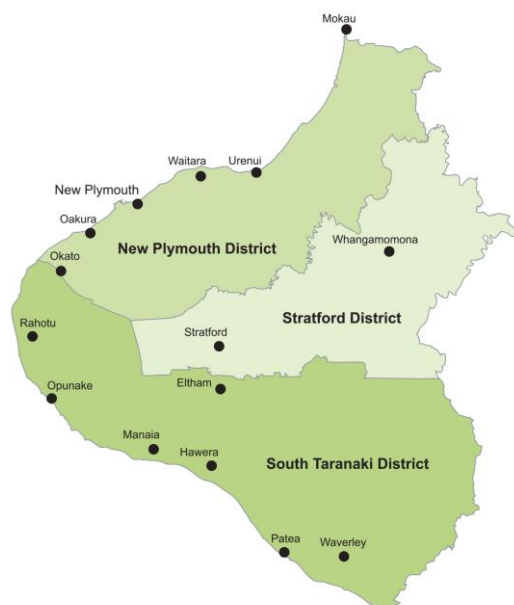 Mokau
Waitara
Urenui
New Plymouth
Oakura
New Plymouth District
Whangamomona
Okato
Stratford District
Rahotu
Stratford
Eltham
Opunake
Manaia
Hawera
South Taranaki District
Patea
Waverley